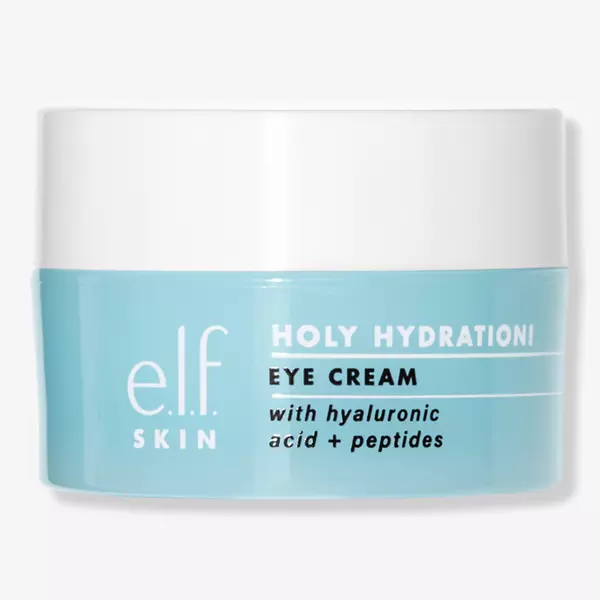 e.l.f.
SKIN
HOLY HYDRATION!
EYE CREAM
with hyaluronic
acid + peptides